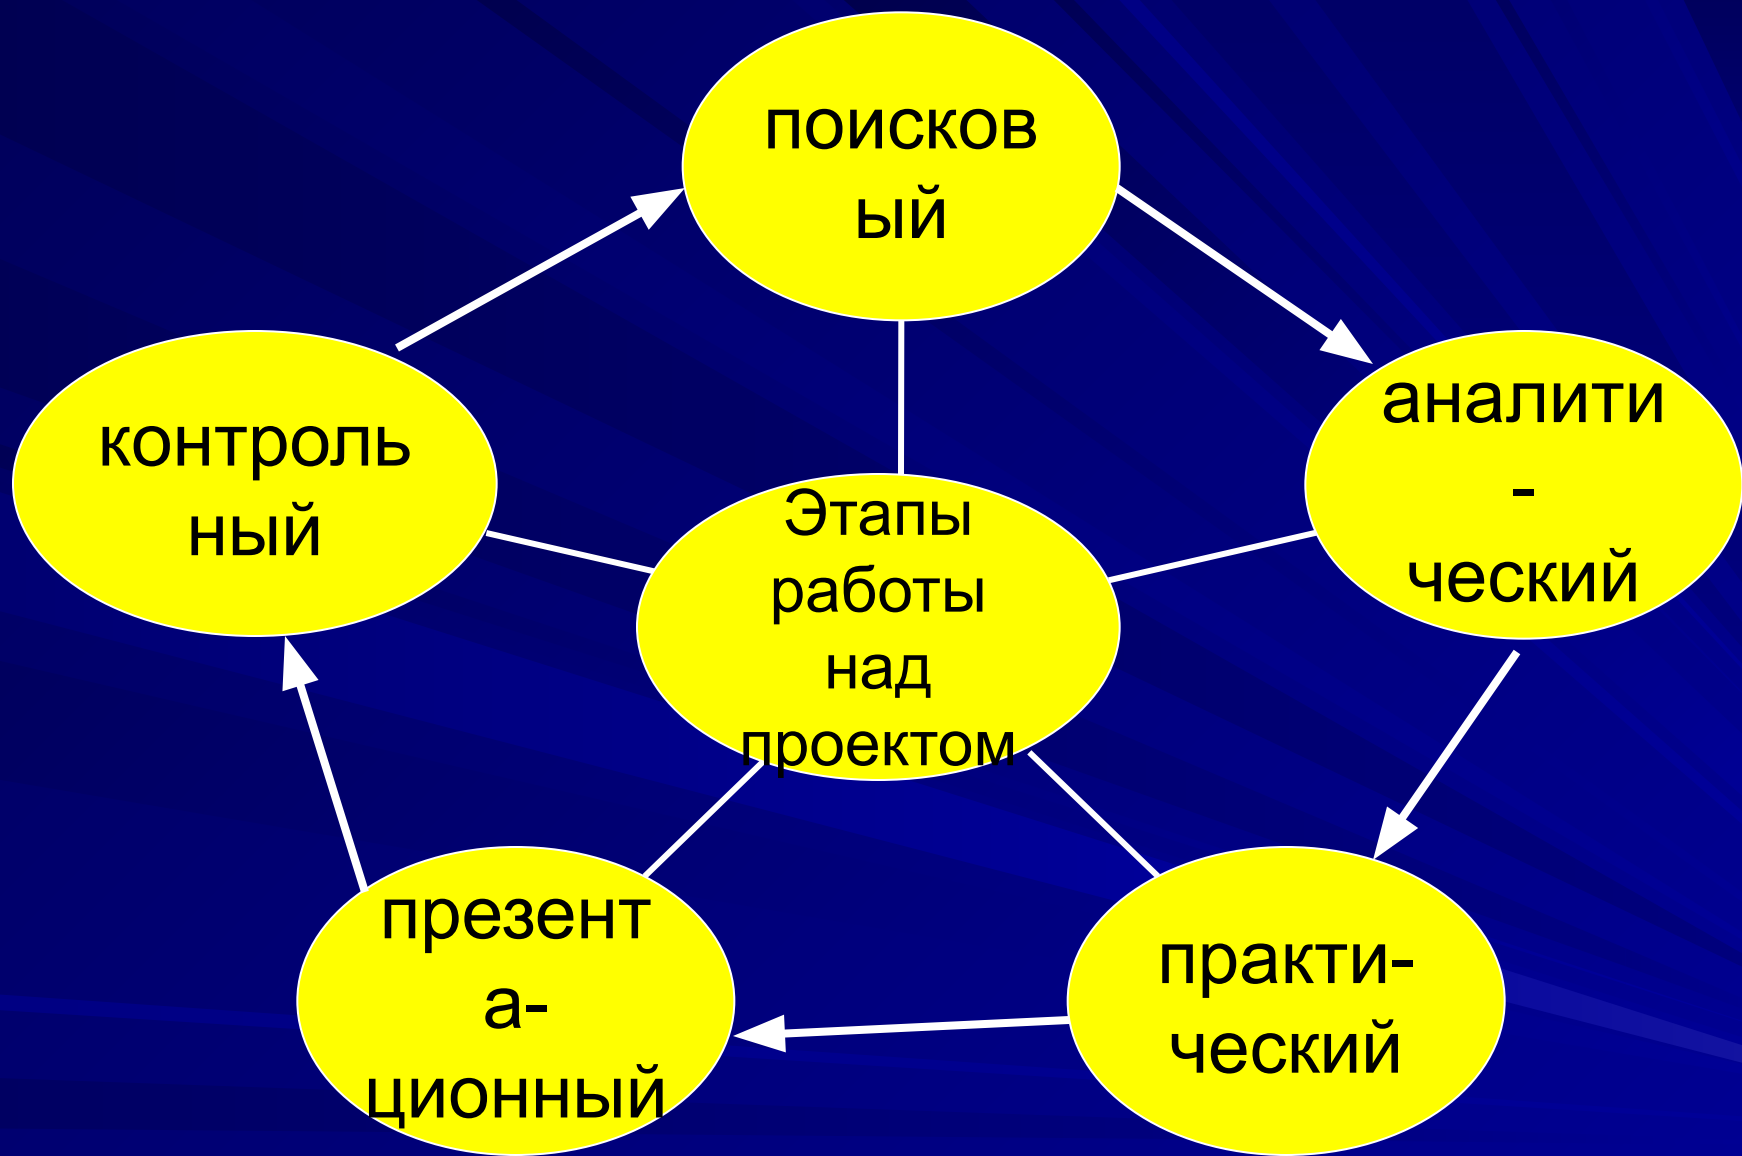 поисков
ый
аналити
-
ческий
практи-
ческий
презент
а-
ционный
контроль
ный
Этапы
работы
над
проектом